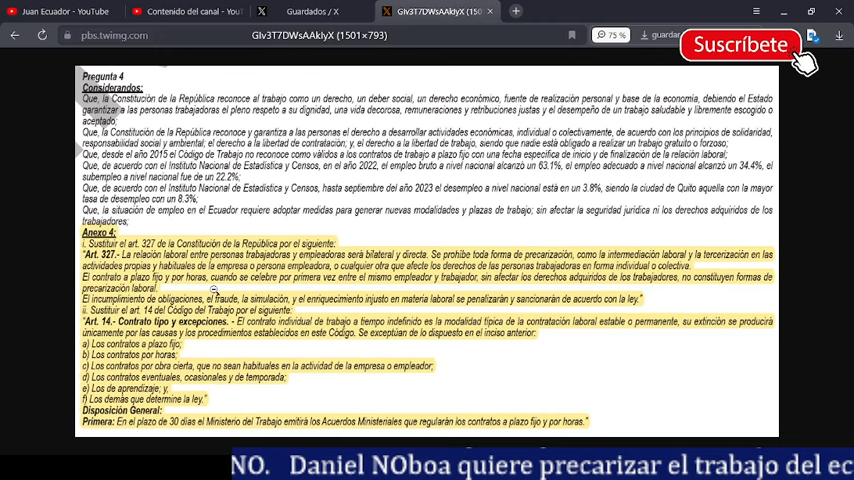 Juan Ecuador - YouTube
Contenido del canal - YouT
Guardados / X
GIv3T7DWsAAkIyX (150
pbs.twimg.com
GIv3T7DWsAAkIyX (1501×793)
75 %
guardar
Suscríbete
Pregunta 4
Considerandos:
Que, la Constitución de la República reconoce al trabajo como un derecho, un deber social, un derecho económico, fuente de realización personal y base de la economía, debiendo el Estado
garantizar a las personas trabajadoras el pleno respeto a su dignidad, una vida decorosa, remuneraciones y retribuciones justas y el desempeño de un trabajo saludable y libremente escogido o
aceptado;
Que, la Constitución de la República reconoce y garantiza a las personas el derecho a desarrollar actividades económicas, individual o colectivamente, de acuerdo con los principios de solidaridad,
responsabilidad social y ambiental; el derecho a la libertad de contratación; y, el derecho a la libertad de trabajo, siendo que nadie está obligado a realizar un trabajo gratuito o forzoso;
Que, desde el año 2015 el Código de Trabajo no reconoce como válidos a los contratos de trabajo a plazo fijo con una fecha específica de inicio y de finalización de la relación laboral;
Que, de acuerdo con el Instituto Nacional de Estadística y Censos, en el año 2022, el empleo bruto a nivel nacional alcanzó un 63.1%, el empleo adecuado a nivel nacional alcanzó un 34.4%, el
subempleo a nivel nacional fue de un 22.2%;
Que, de acuerdo con el Instituto Nacional de Estadística y Censos, hasta septiembre del año 2023 el desempleo a nivel nacional está en un 3.8%, siendo la ciudad de Quito aquella con la mayor
tasa de desempleo con un 8.3%;
Que, la situación de empleo en el Ecuador requiere adoptar medidas para generar nuevas modalidades y plazas de trabajo; sin afectar la seguridad jurídica ni los derechos adquiridos de los
trabajadores;
Anexo 4:
i. Sustituir el art. 327 de la Constitución de la República por el siguiente:
"Art. 327.- La relación laboral entre personas trabajadoras y empleadoras será bilateral y directa. Se prohíbe toda forma de precarización, como la intermediación laboral y la tercerización en las
actividades propias y habituales de la empresa o persona empleadora, o cualquier otra que afecte los derechos de las personas trabajadoras en forma individual o colectiva.
El contrato a plazo fijo y por horas, cuando se celebre por primera vez entre el mismo empleador y trabajador, sin afectar los derechos adquiridos de los trabajadores, no constituyen formas de
precarización laboral.
El incumplimiento de obligaciones, el fraude, la simulación, y el enriquecimiento injusto en materia laboral se penalizarán y sancionarán de acuerdo con la ley."
ii. Sustituir el art. 14 del Código del Trabajo por el siguiente:
"Art. 14.- Contrato tipo y excepciones. - El contrato individual de trabajo a tiempo indefinido es la modalidad típica de la contratación laboral estable o permanente, su extinción se producirá
únicamente por las causas y los procedimientos establecidos en este Código. Se exceptúan de lo dispuesto en el inciso anterior:
a) Los contratos a plazo fijo;
b) Los contratos por horas;
c) Los contratos por obra cierta, que no sean habituales en la actividad de la empresa o empleador;
d) Los contratos eventuales, ocasionales y de temporada;
e) Los de aprendizaje; y,
f) Los demás que determine la ley."
Disposición General:
Primera: En el plazo de 30 días el Ministerio del Trabajo emitirá los Acuerdos Ministeriales que regularán los contratos a plazo fijo y por horas."
NO. Daniel NOboa quiere precarizar el trabajo del ec